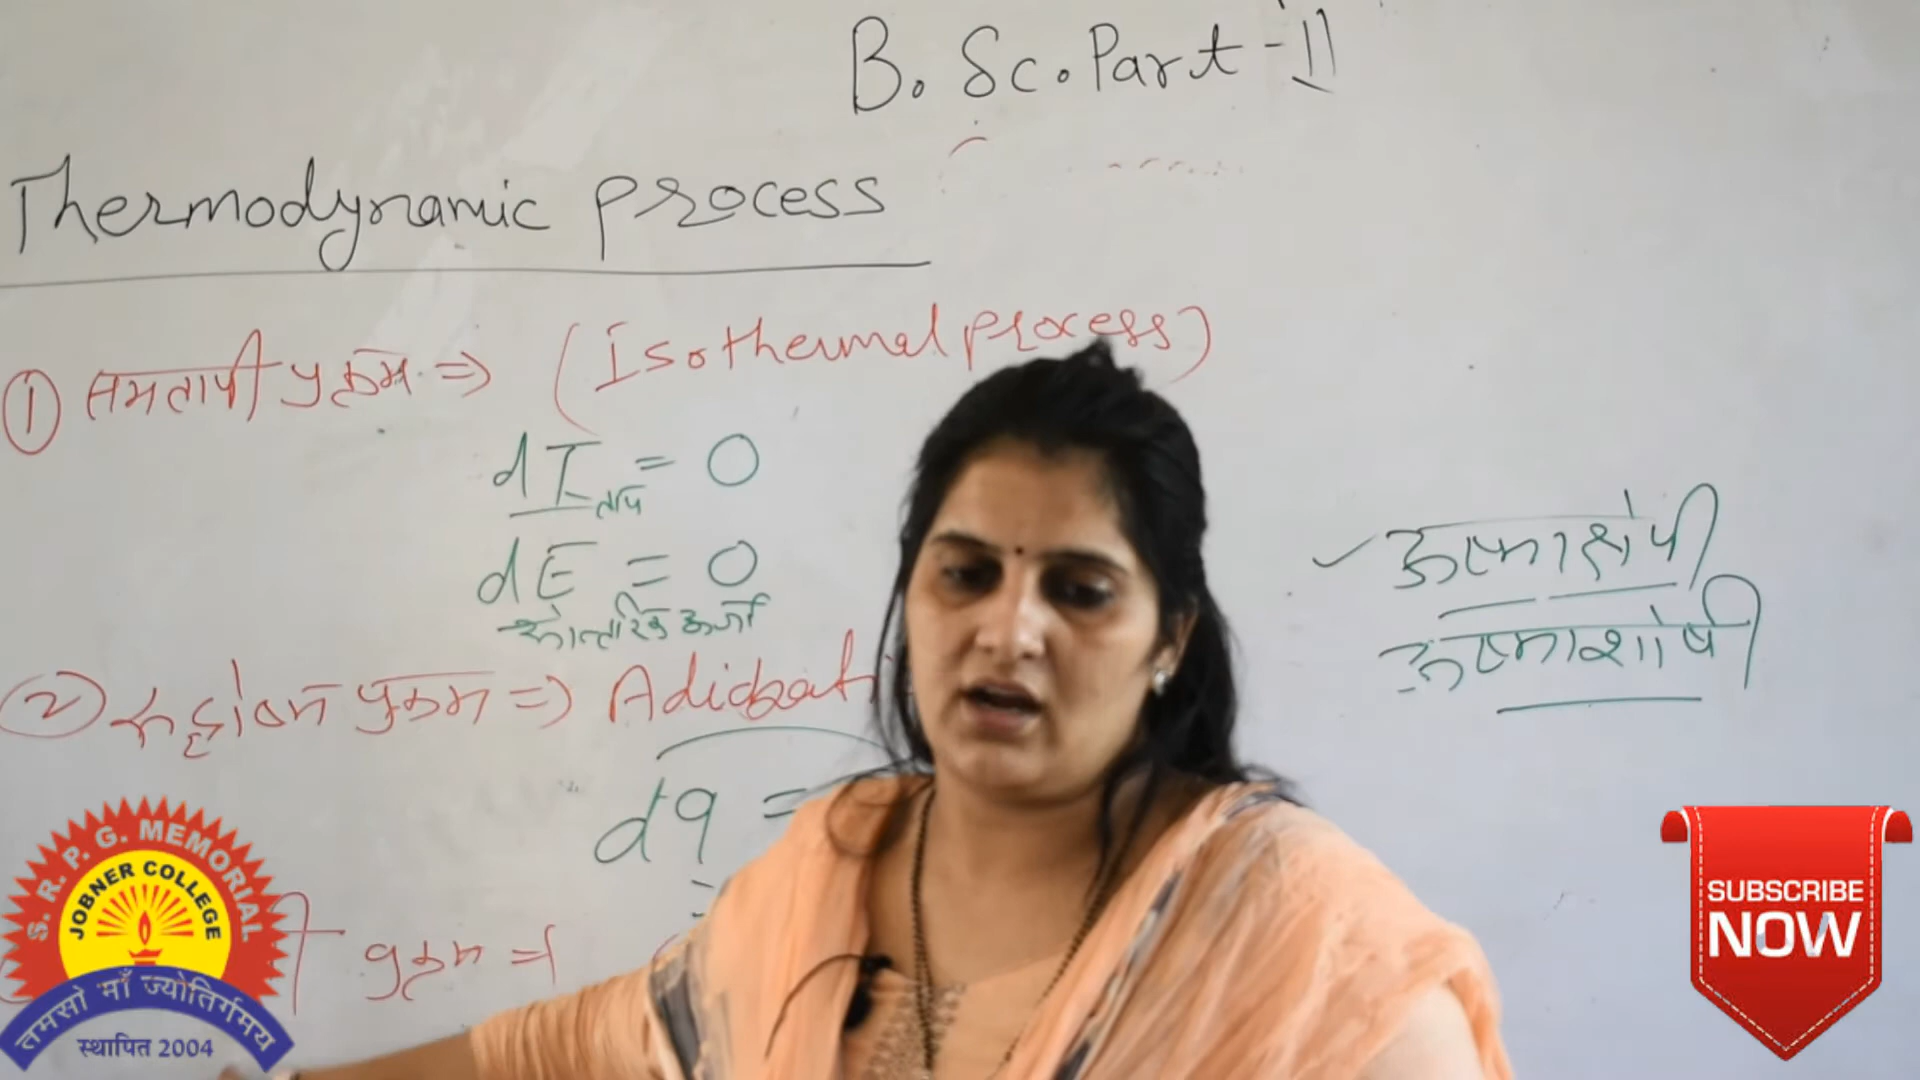 B. Sc. Part - II
Thermodynamic process
① समतापी प्रक्रम ⇒ (Isothermal process)
dT = 0
ताप
dE = 0
आन्तरिक ऊर्जा
ऊष्माक्षेपी
ऊष्माशोषी
② रूद्धोष्म प्रक्रम ⇒ Adiabati
dq =
प्रक्रम ⇒
S. R. P. G. MEMORIAL
JOBNER COLLEGE
तमसो माँ ज्योतिर्गमय
स्थापित 2004
SUBSCRIBE
NOW